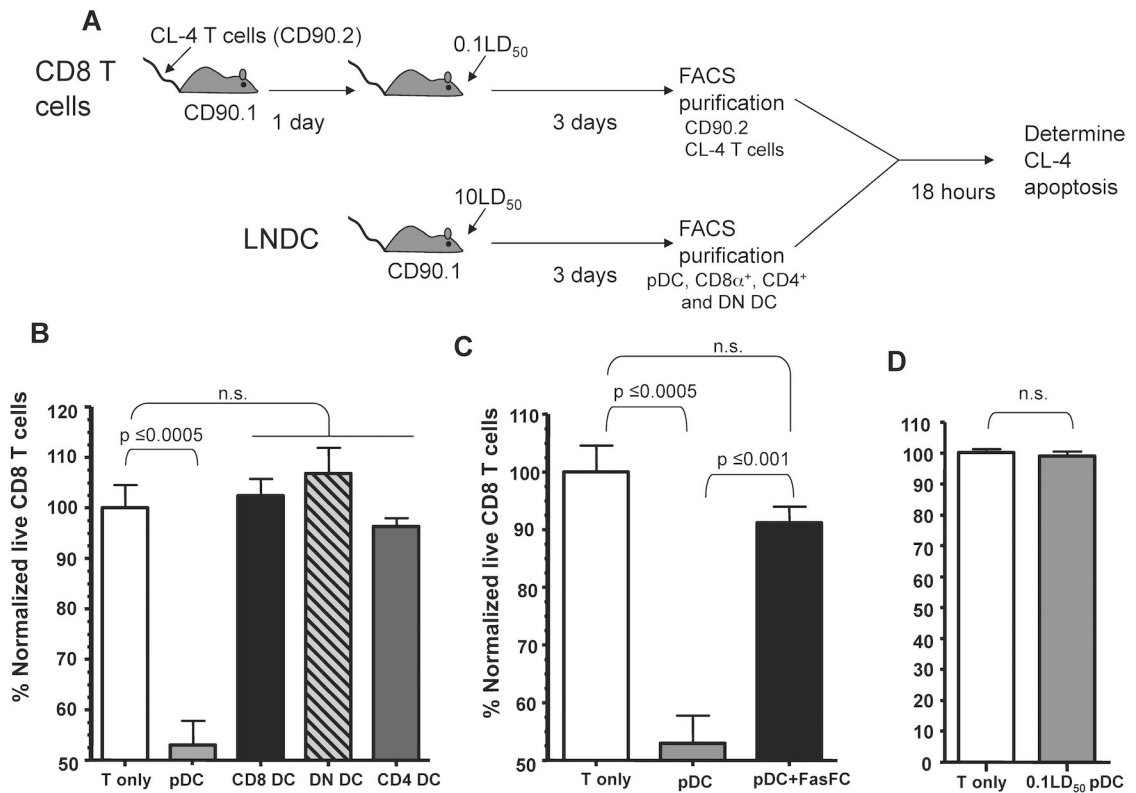 A
CL-4 T cells (CD90.2)
CD8 T
cells
CD90.1
1 day
0.1LD50
3 days
FACS
purification
CD90.2
CL-4 T cells
Determine
CL-4
apoptosis
18 hours
LNDC
10LD50
CD90.1
3 days
FACS
purification
pDC, CD8α+, CD4+
and DN DC
B
% Normalized live CD8 T cells
120
110
100
90
80
70
60
50
n.s.
p ≤0.0005
T only
pDC
CD8 DC
DN DC
CD4 DC
C
% Normalized live CD8 T cells
110
100
90
80
70
60
50
n.s.
p ≤0.0005
p ≤0.001
T only
pDC
pDC+FasFC
D
n.s.
110
100
90
80
70
60
50
40
30
20
10
0
T only
0.1LD50 pDC